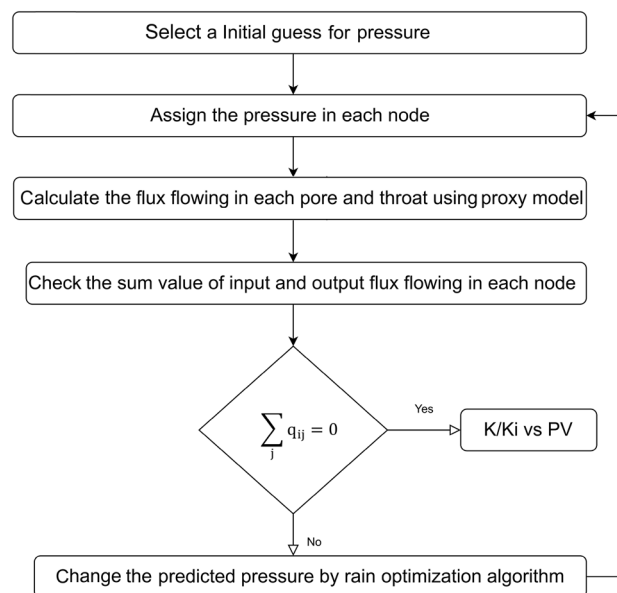 Select a Initial guess for pressure
Assign the pressure in each node
Calculate the flux flowing in each pore and throat using proxy model
Check the sum value of input and output flux flowing in each node
∑_j q_ij = 0
Yes
K/Ki vs PV
No
Change the predicted pressure by rain optimization algorithm